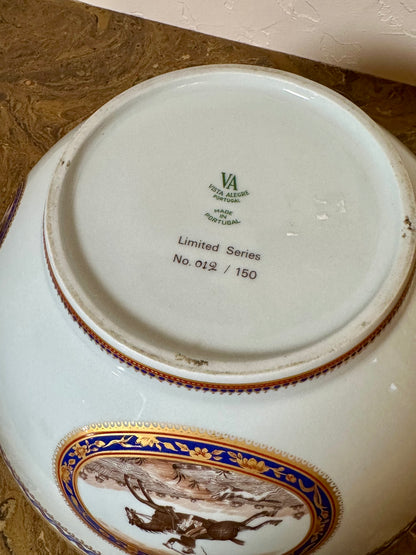 VA
VISTA ALEGRE
PORTUGAL
MADE
IN
PORTUGAL
Limited Series
No. 012 / 150